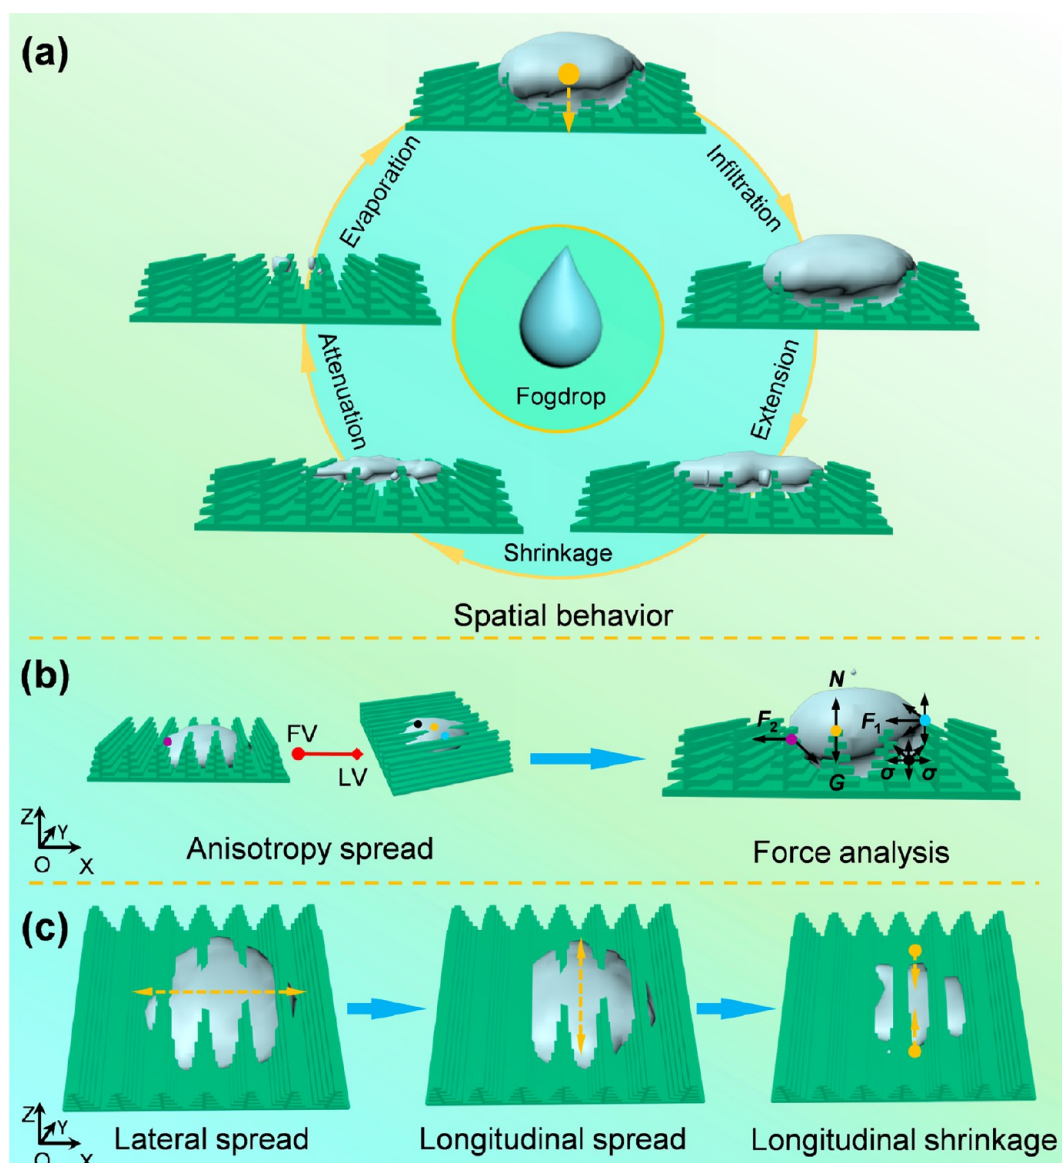 (a)
Infiltration
Evaporation
Extension
Attenuation
Fogdrop
Shrinkage
Spatial behavior
(b)
FV
LV
N
F2
F1
σ
σ
G
Z
Y
O
X
Anisotropy spread
Force analysis
(c)
Z
Y
O
X
Lateral spread
Longitudinal spread
Longitudinal shrinkage